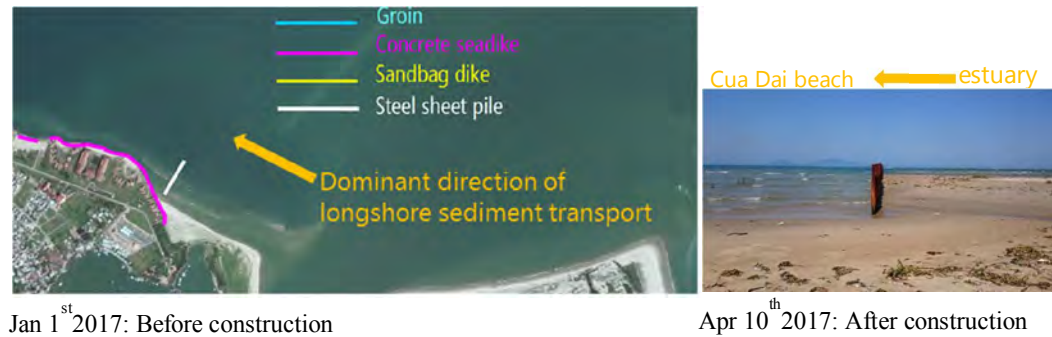 Groin
Concrete seadike
Sandbag dike
Steel sheet pile
Dominant direction of
longshore sediment transport
Cua Dai beach
estuary
Jan 1st 2017: Before construction
Apr 10th 2017: After construction